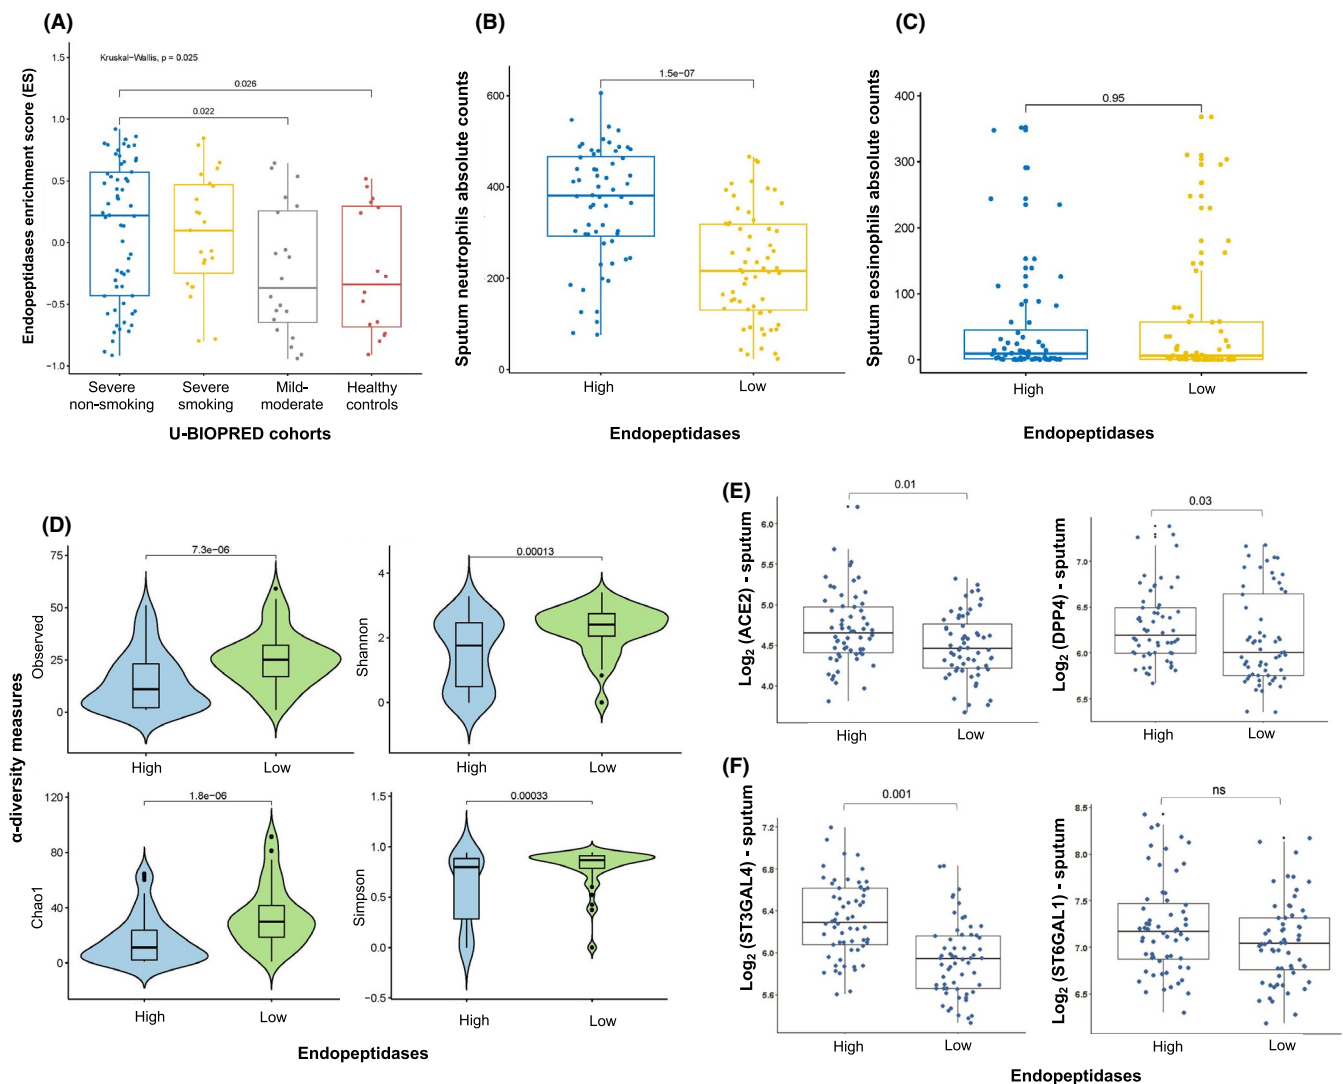 (A)
Endopeptidases enrichment score (ES)
1.5
1.0
0.5
0.0
−0.5
−1.0
Kruskal−Wallis, p = 0.025
0.026
0.022
Severe
non-smoking
Severe
smoking
Mild-
moderate
Healthy
controls
U-BIOPRED cohorts
(B)
Sputum neutrophils absolute counts
600
400
200
0
1.5e−07
High
Low
Endopeptidases
(C)
Sputum eosinophils absolute counts
400
300
200
100
0
0.95
High
Low
Endopeptidases
(D)
α-diversity measures
Observed
75
50
25
0
7.3e−06
High
Low
Shannon
4
2
0
0.00013
High
Low
Chao1
120
80
40
0
1.8e−06
High
Low
Simpson
1.5
1.0
0.5
0.0
−0.5
0.00033
High
Low
Endopeptidases
(E)
Log2 (ACE2) - sputum
6.0
5.5
5.0
4.5
4.0
0.01
High
Low
Log2 (DPP4) - sputum
7.0
6.5
6.0
5.5
0.03
High
Low
(F)
Log2 (ST3GAL4) - sputum
7.2
6.8
6.4
6.0
5.6
0.001
High
Low
Log2 (ST6GAL1) - sputum
8.5
8.0
7.5
7.0
6.5
ns
High
Low
Endopeptidases